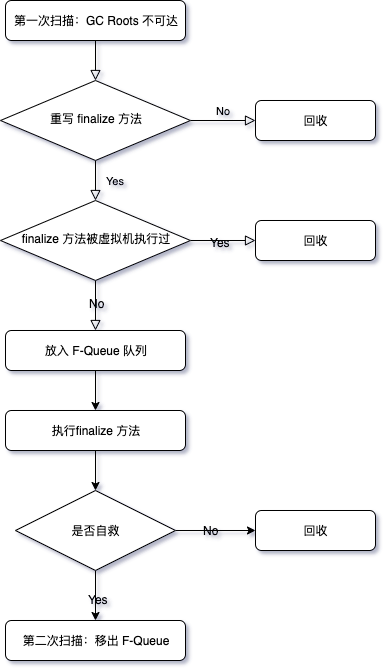 第一次扫描：GC Roots 不可达
重写 finalize 方法
No
回收
Yes
finalize 方法被虚拟机执行过
Yes
回收
No
放入 F-Queue 队列
执行finalize 方法
是否自救
No
回收
Yes
第二次扫描：移出 F-Queue